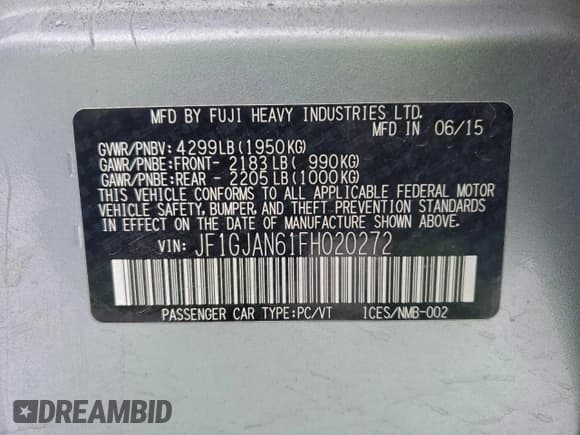 MFD BY FUJI HEAVY INDUSTRIES LTD.
MFD IN 06/15
GVWR/PNBV: 4299LB(1950KG)
GAWR/PNBE:FRONT- 2183LB( 990KG)
GAWR/PNBE:REAR - 2205LB(1000KG)
THIS VEHICLE CONFORMS TO ALL APPLICABLE FEDERAL MOTOR
VEHICLE SAFETY, BUMPER, AND THEFT PREVENTION STANDARDS
IN EFFECT ON THE DATE OF MANUFACTURE SHOWN ABOVE.
VIN: JF1GJAN61FH020272
PASSENGER CAR TYPE:PC/VT ICES/NMB-002
DREAMBID